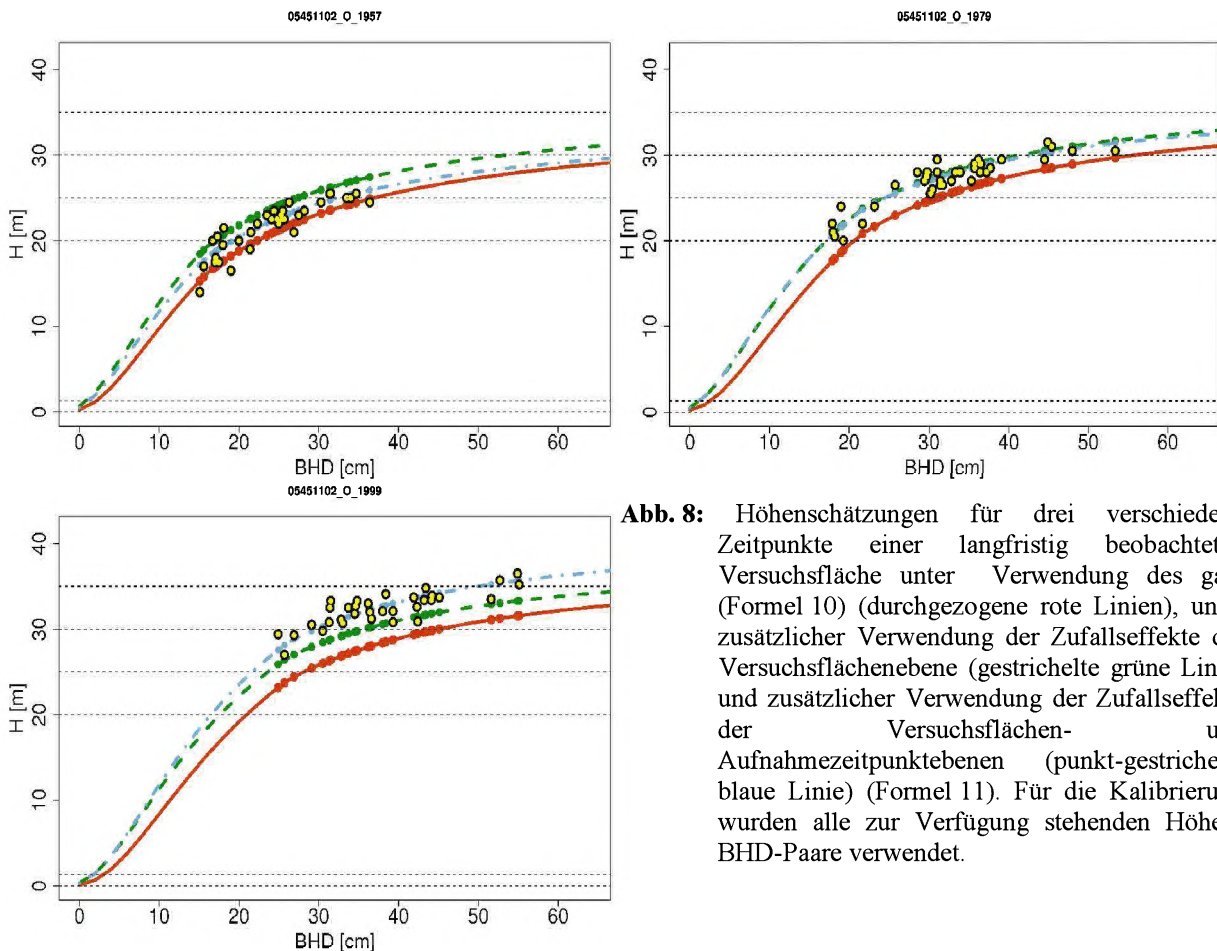 05451102_O_1957
40
30
20
10
0
H [m]
0 10 20 30 40 50 60
BHD [cm]
05451102_O_1979
40
30
20
10
0
H [m]
0 10 20 30 40 50 60
BHD [cm]
05451102_O_1999
40
30
20
10
0
H [m]
0 10 20 30 40 50 60
BHD [cm]
Abb. 8: Höhenschätzungen für drei verschiede
Zeitpunkte einer langfristig beobachtet
Versuchsfläche unter Verwendung des ga
(Formel 10) (durchgezogene rote Linien), un
zusätzlicher Verwendung der Zufallseffekte
Versuchsflächenebene (gestrichelte grüne Lin
und zusätzlicher Verwendung der Zufallseffek
der Versuchsflächen- u
Aufnahmezeitpunktebenen (punkt-gestriche
blaue Linie) (Formel 11). Für die Kalibrieru
wurden alle zur Verfügung stehenden Höhe
BHD-Paare verwendet.